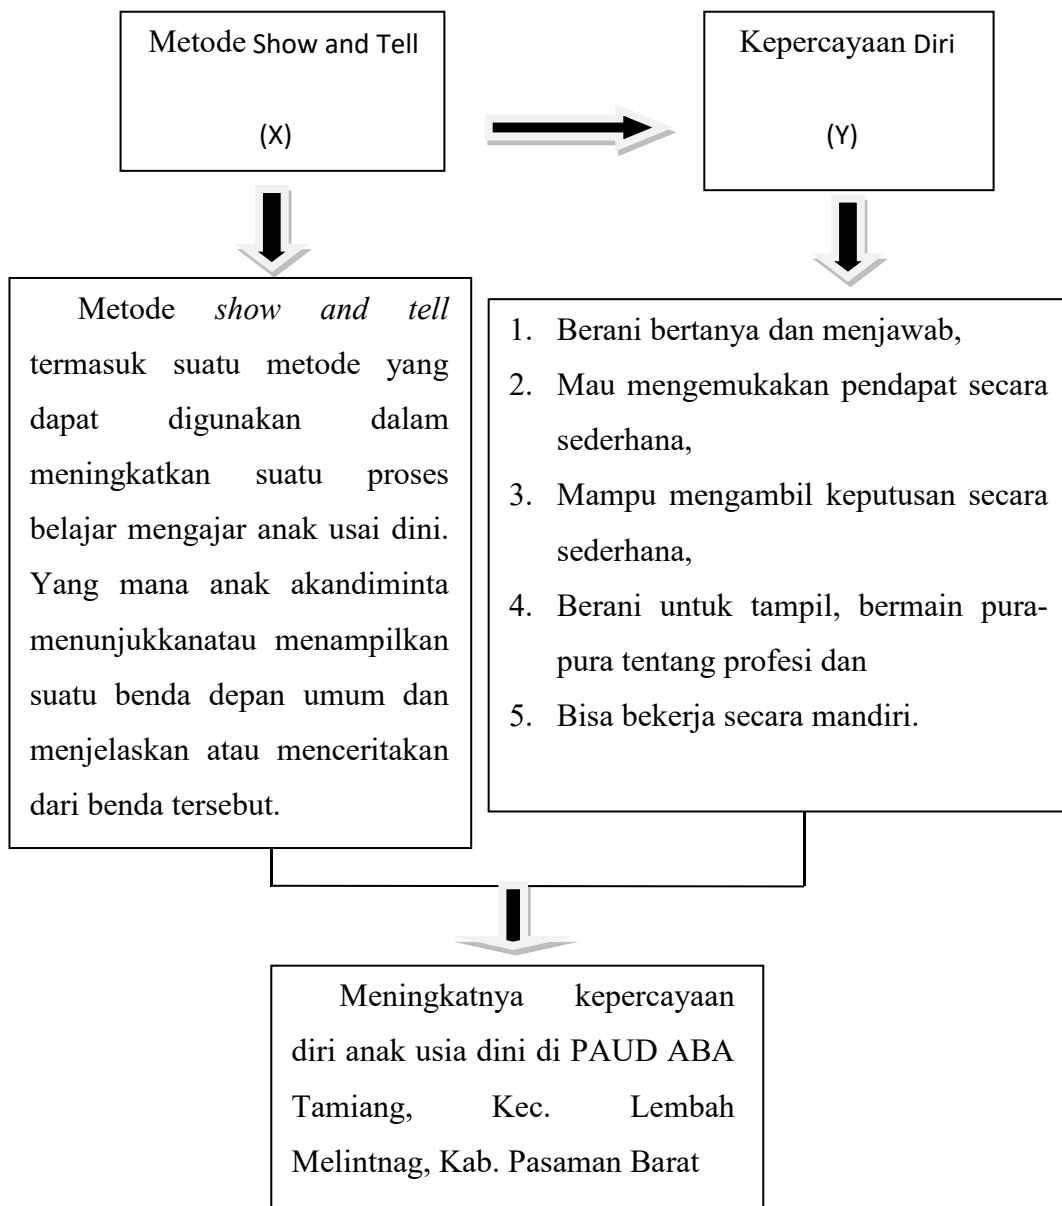 Metode Show and Tell
(X)
Kepercayaan Diri
(Y)
Metode show and tell
termasuk suatu metode yang
dapat digunakan dalam
meningkatkan suatu proses
belajar mengajar anak usai dini.
Yang mana anak akandiminta
menunjukkanatau menampilkan
suatu benda depan umum dan
menjelaskan atau menceritakan
dari benda tersebut.
1. Berani bertanya dan menjawab,
2. Mau mengemukakan pendapat secara
sederhana,
3. Mampu mengambil keputusan secara
sederhana,
4. Berani untuk tampil, bermain pura-
pura tentang profesi dan
5. Bisa bekerja secara mandiri.
Meningkatnya kepercayaan
diri anak usia dini di PAUD ABA
Tamiang, Kec. Lembah
Melintnag, Kab. Pasaman Barat